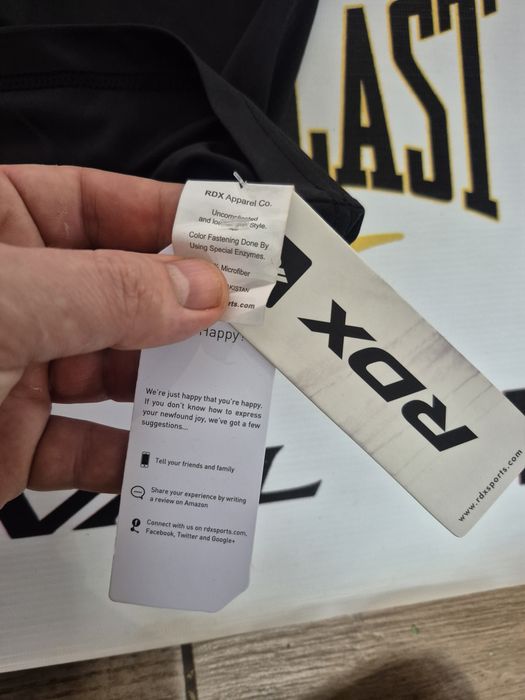 LAST
RDX Apparel Co.
Uncomplicated
and Style.
Color Fastening Done By
Using Special Enzymes.
Microfiber
rts.com
Happy?
We're just happy that you're happy.
If you don't know how to express
your newfound joy, we've got a few
suggestions...
Tell your friends and family
Share your experience by writing
a review on Amazon
Connect with us on rdxsports.com,
Facebook, Twitter and Google+
RDX
www.rdxsports.com